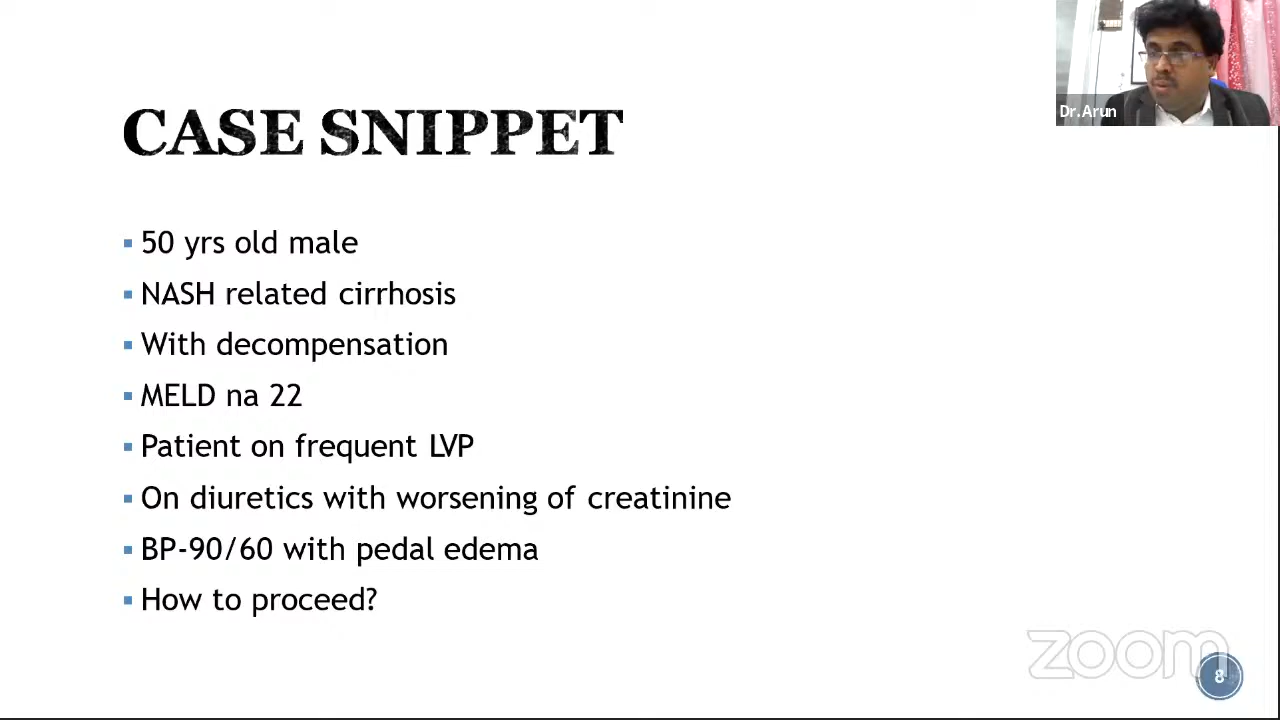 Dr.Arun
CASE SNIPPET
50 yrs old male
NASH related cirrhosis
With decompensation
MELD na 22
Patient on frequent LVP
On diuretics with worsening of creatinine
BP-90/60 with pedal edema
How to proceed?
zoom
8